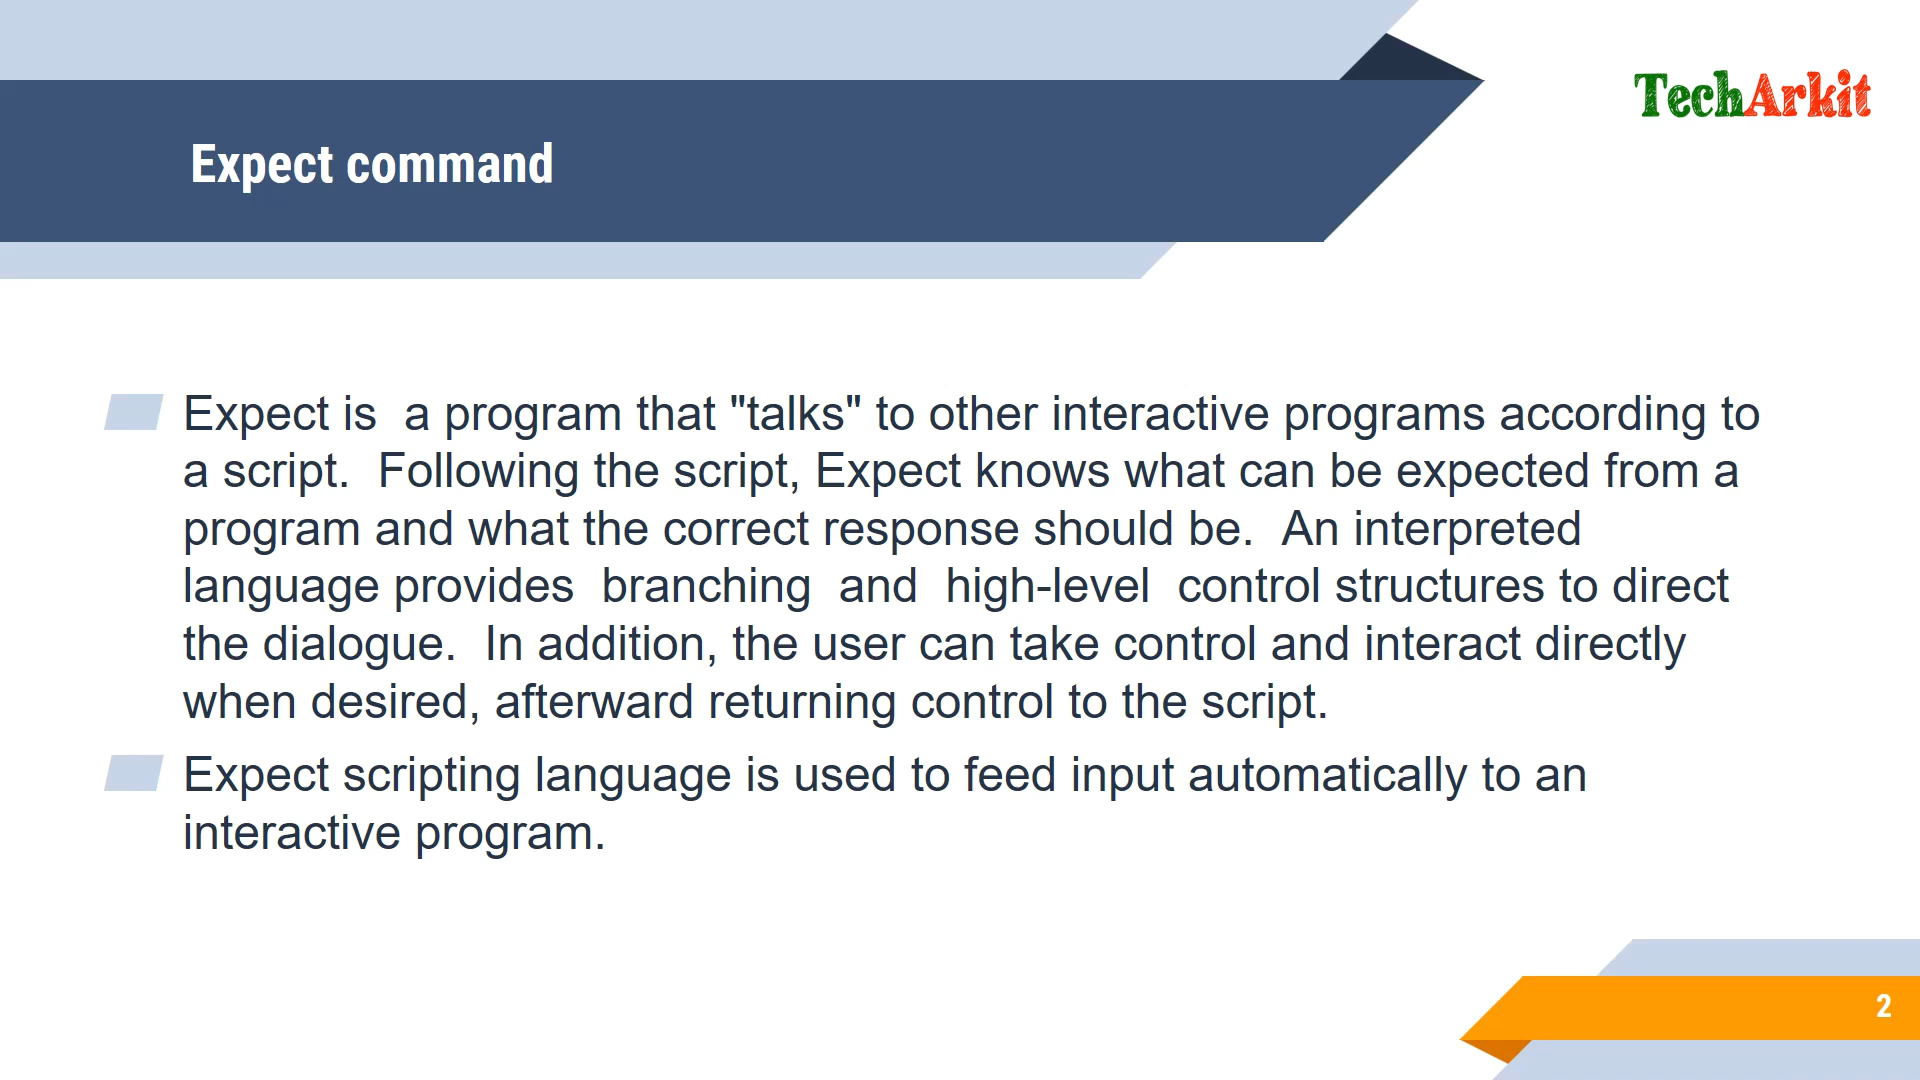 TechArkit
Expect command
Expect is  a program that "talks" to other interactive programs according to
a script.  Following the script, Expect knows what can be expected from a
program and what the correct response should be.  An interpreted
language provides  branching  and  high-level  control structures to direct
the dialogue.  In addition, the user can take control and interact directly
when desired, afterward returning control to the script.
Expect scripting language is used to feed input automatically to an
interactive program.
2